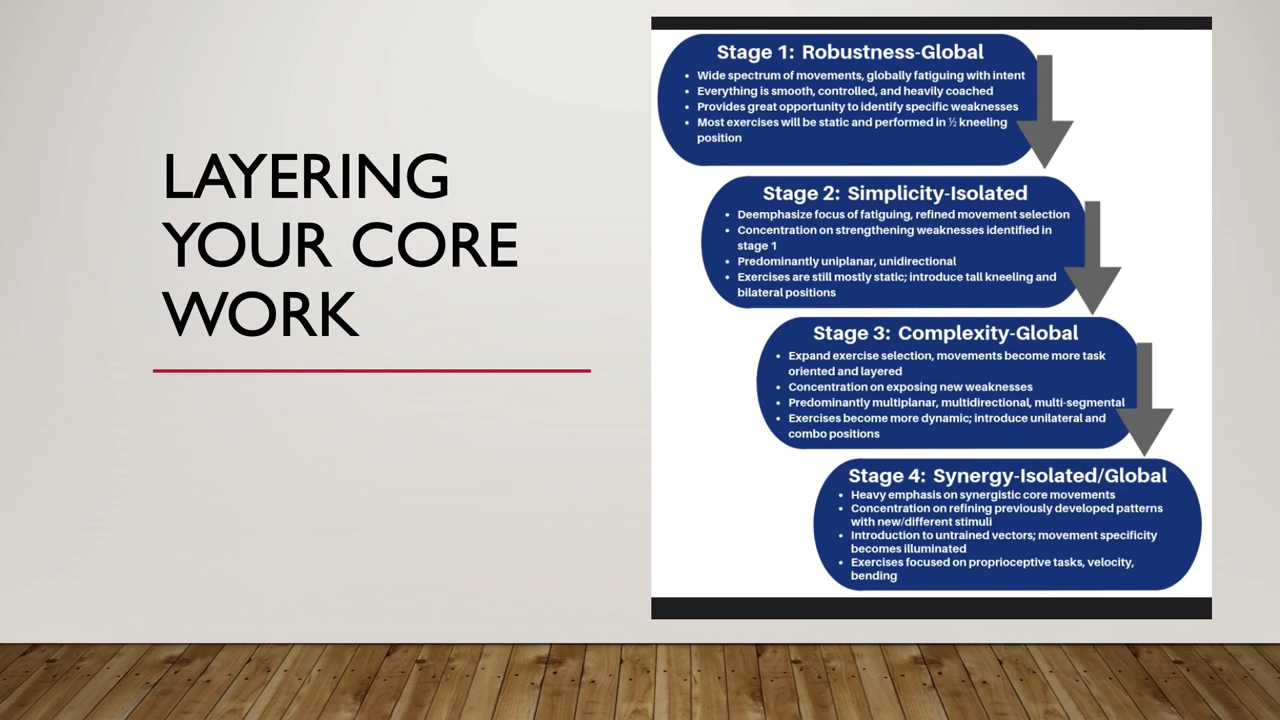 LAYERING
YOUR CORE
WORK
Stage 1: Robustness-Global
• Wide spectrum of movements, globally fatiguing with intent
• Everything is smooth, controlled, and heavily coached
• Provides great opportunity to identify specific weaknesses
• Most exercises will be static and performed in ½ kneeling
position
Stage 2: Simplicity-Isolated
• Deemphasize focus of fatiguing, refined movement selection
• Concentration on strengthening weaknesses identified in
stage 1
• Predominantly uniplanar, unidirectional
• Exercises are still mostly static; introduce tall kneeling and
bilateral positions
Stage 3: Complexity-Global
• Expand exercise selection, movements become more task
oriented and layered
• Concentration on exposing new weaknesses
• Predominantly multiplanar, multidirectional, multi-segmental
• Exercises become more dynamic; introduce unilateral and
combo positions
Stage 4: Synergy-Isolated/Global
• Heavy emphasis on synergistic core movements
• Concentration on refining previously developed patterns
with new/different stimuli
• Introduction to untrained vectors; movement specificity
becomes illuminated
• Exercises focused on proprioceptive tasks, velocity,
bending